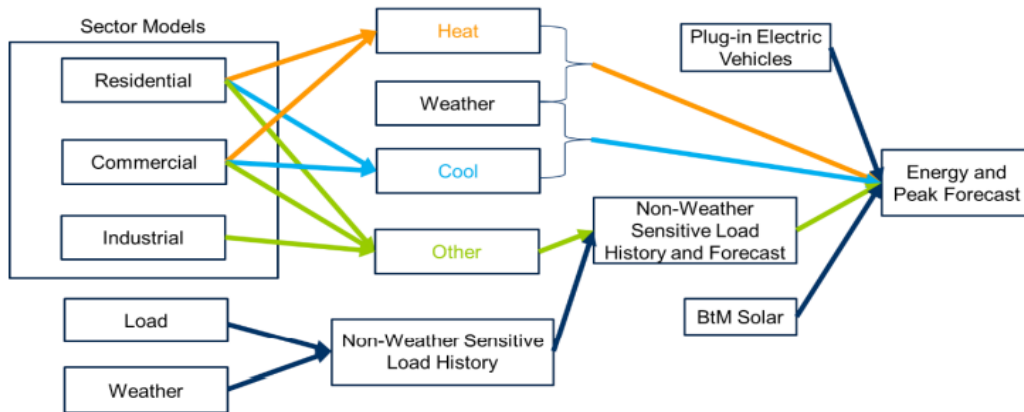 Sector Models
Residential
Commercial
Industrial
Load
Weather
Heat
Weather
Cool
Other
Non-Weather Sensitive
Load History
Non-Weather
Sensitive Load
History and Forecast
Plug-in Electric
Vehicles
BtM Solar
Energy and
Peak Forecast